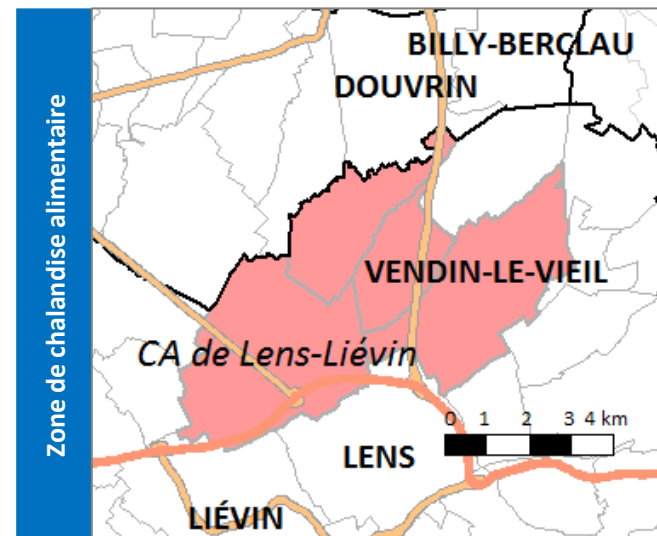 Zone de chalandise alimentaire
BILLY-BERCLAU
DOUVRIN
VENDIN-LE-VIEIL
CA de Lens-Liévin
0 1 2 3 4 km
LENS
LIÉVIN